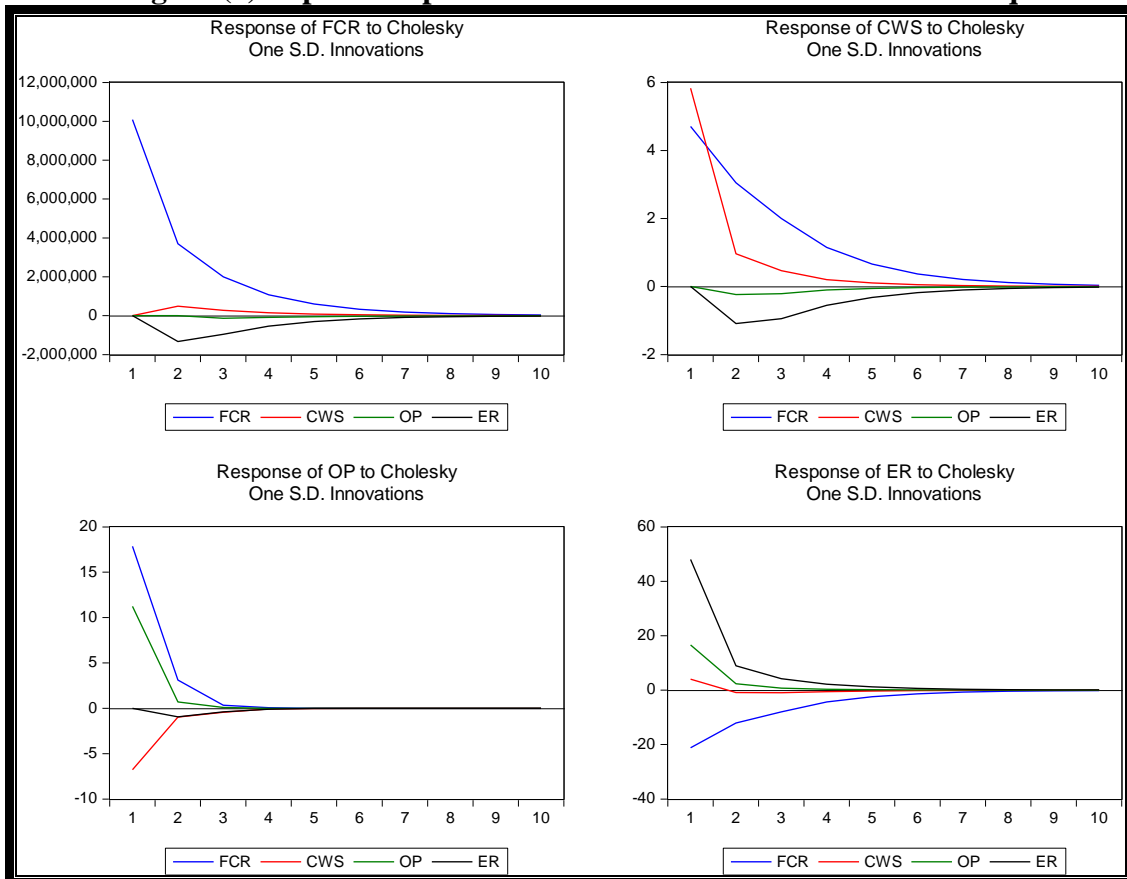 Response of FCR to Cholesky
One S.D. Innovations
12,000,000
10,000,000
8,000,000
6,000,000
4,000,000
2,000,000
0
-2,000,000
1 2 3 4 5 6 7 8 9 10
FCR CWS OP ER
Response of CWS to Cholesky
One S.D. Innovations
6
4
2
0
-2
1 2 3 4 5 6 7 8 9 10
FCR CWS OP ER
Response of OP to Cholesky
One S.D. Innovations
20
15
10
5
0
-5
-10
1 2 3 4 5 6 7 8 9 10
FCR CWS OP ER
Response of ER to Cholesky
One S.D. Innovations
60
40
20
0
-20
-40
1 2 3 4 5 6 7 8 9 10
FCR CWS OP ER